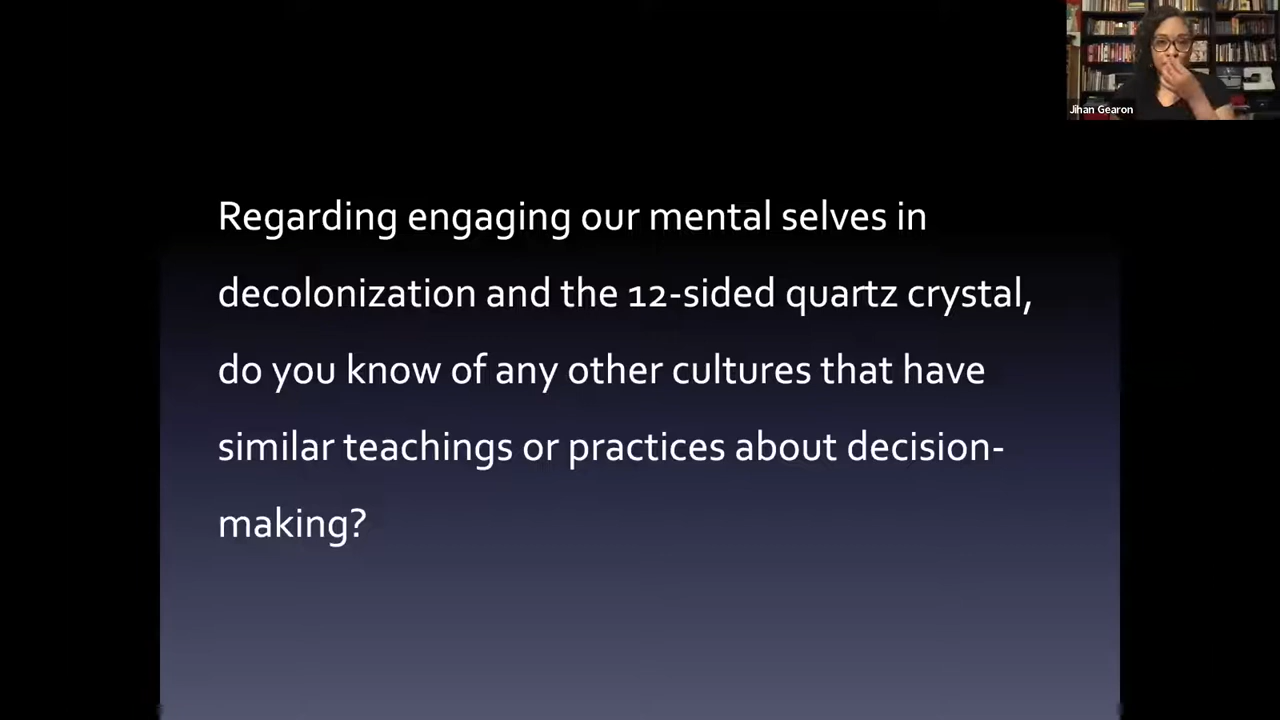 Jihan Gearon
Regarding engaging our mental selves in
decolonization and the 12-sided quartz crystal,
do you know of any other cultures that have
similar teachings or practices about decision-
making?